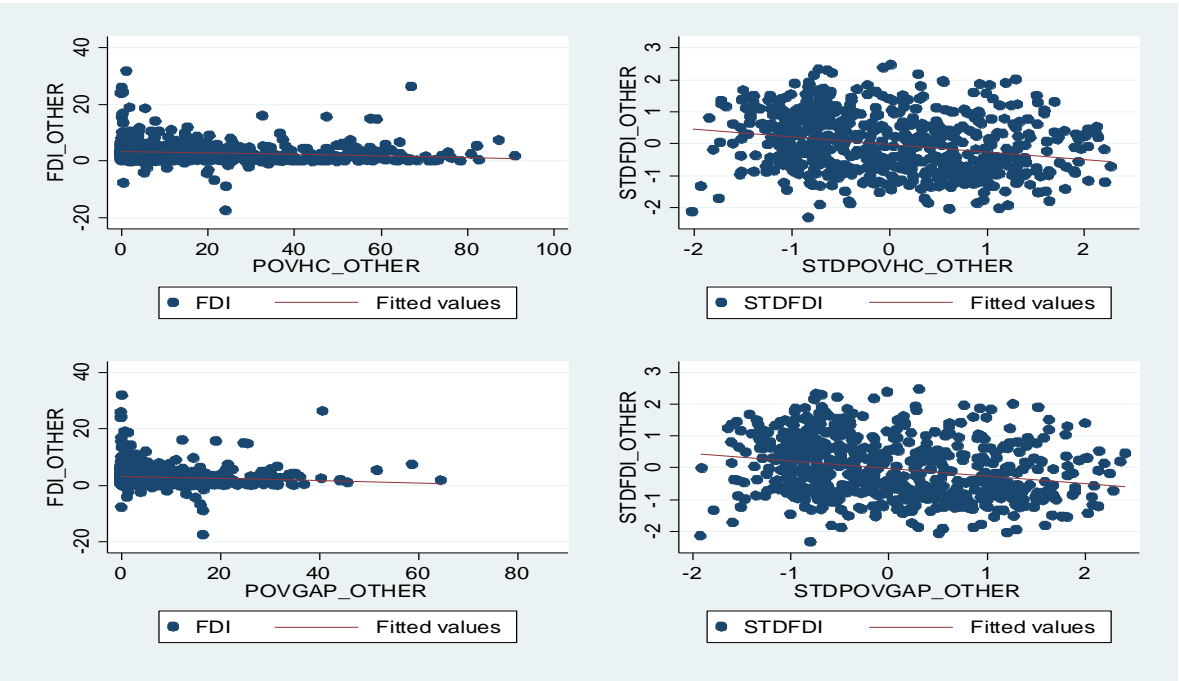 FDI_OTHER
40
20
0
-20
0 20 40 60 80 100
POVHC_OTHER
FDI Fitted values
STDFDI_OTHER
3
2
1
0
-1
-2
-2 -1 0 1 2
STDPOVHC_OTHER
STDFDI Fitted values
FDI_OTHER
40
20
0
-20
0 20 40 60 80
POVGAP_OTHER
FDI Fitted values
STDFDI_OTHER
3
2
1
0
-1
-2
-2 -1 0 1 2
STDPOVGAP_OTHER
STDFDI Fitted values